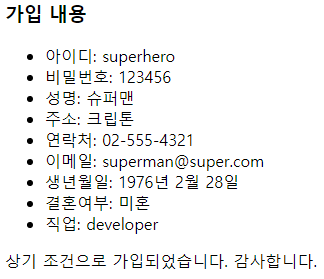 가입 내용
아이디: superhero
비밀번호: 123456
성명: 슈퍼맨
주소: 크립톤
연락처: 02-555-4321
이메일: superman@super.com
생년월일: 1976년 2월 28일
결혼여부: 미혼
직업: developer
상기 조건으로 가입되었습니다. 감사합니다.